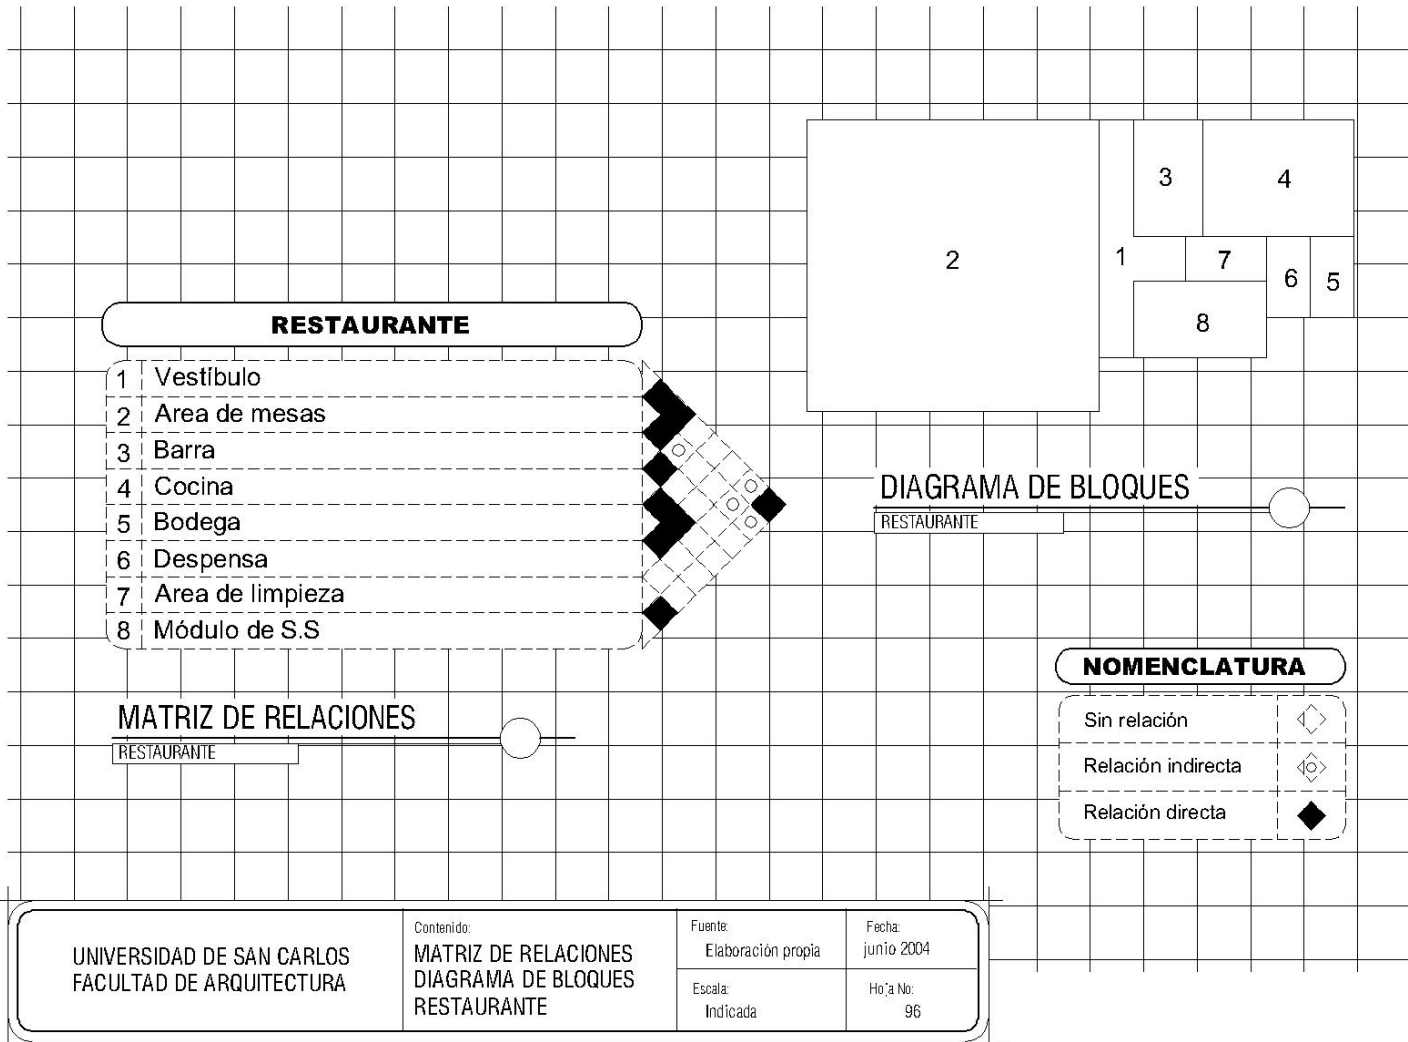 3
4
2
1
7
6
5
8
RESTAURANTE
1 Vestíbulo
2 Area de mesas
3 Barra
4 Cocina
5 Bodega
6 Despensa
7 Area de limpieza
8 Módulo de S.S
DIAGRAMA DE BLOQUES
RESTAURANTE
MATRIZ DE RELACIONES
RESTAURANTE
NOMENCLATURA
Sin relación
Relación indirecta
Relación directa
UNIVERSIDAD DE SAN CARLOS
FACULTAD DE ARQUITECTURA
Contenido:
MATRIZ DE RELACIONES
DIAGRAMA DE BLOQUES
RESTAURANTE
Fuente:
Elaboración propia
Fecha:
junio 2004
Escala:
Indicada
Hoja No:
96